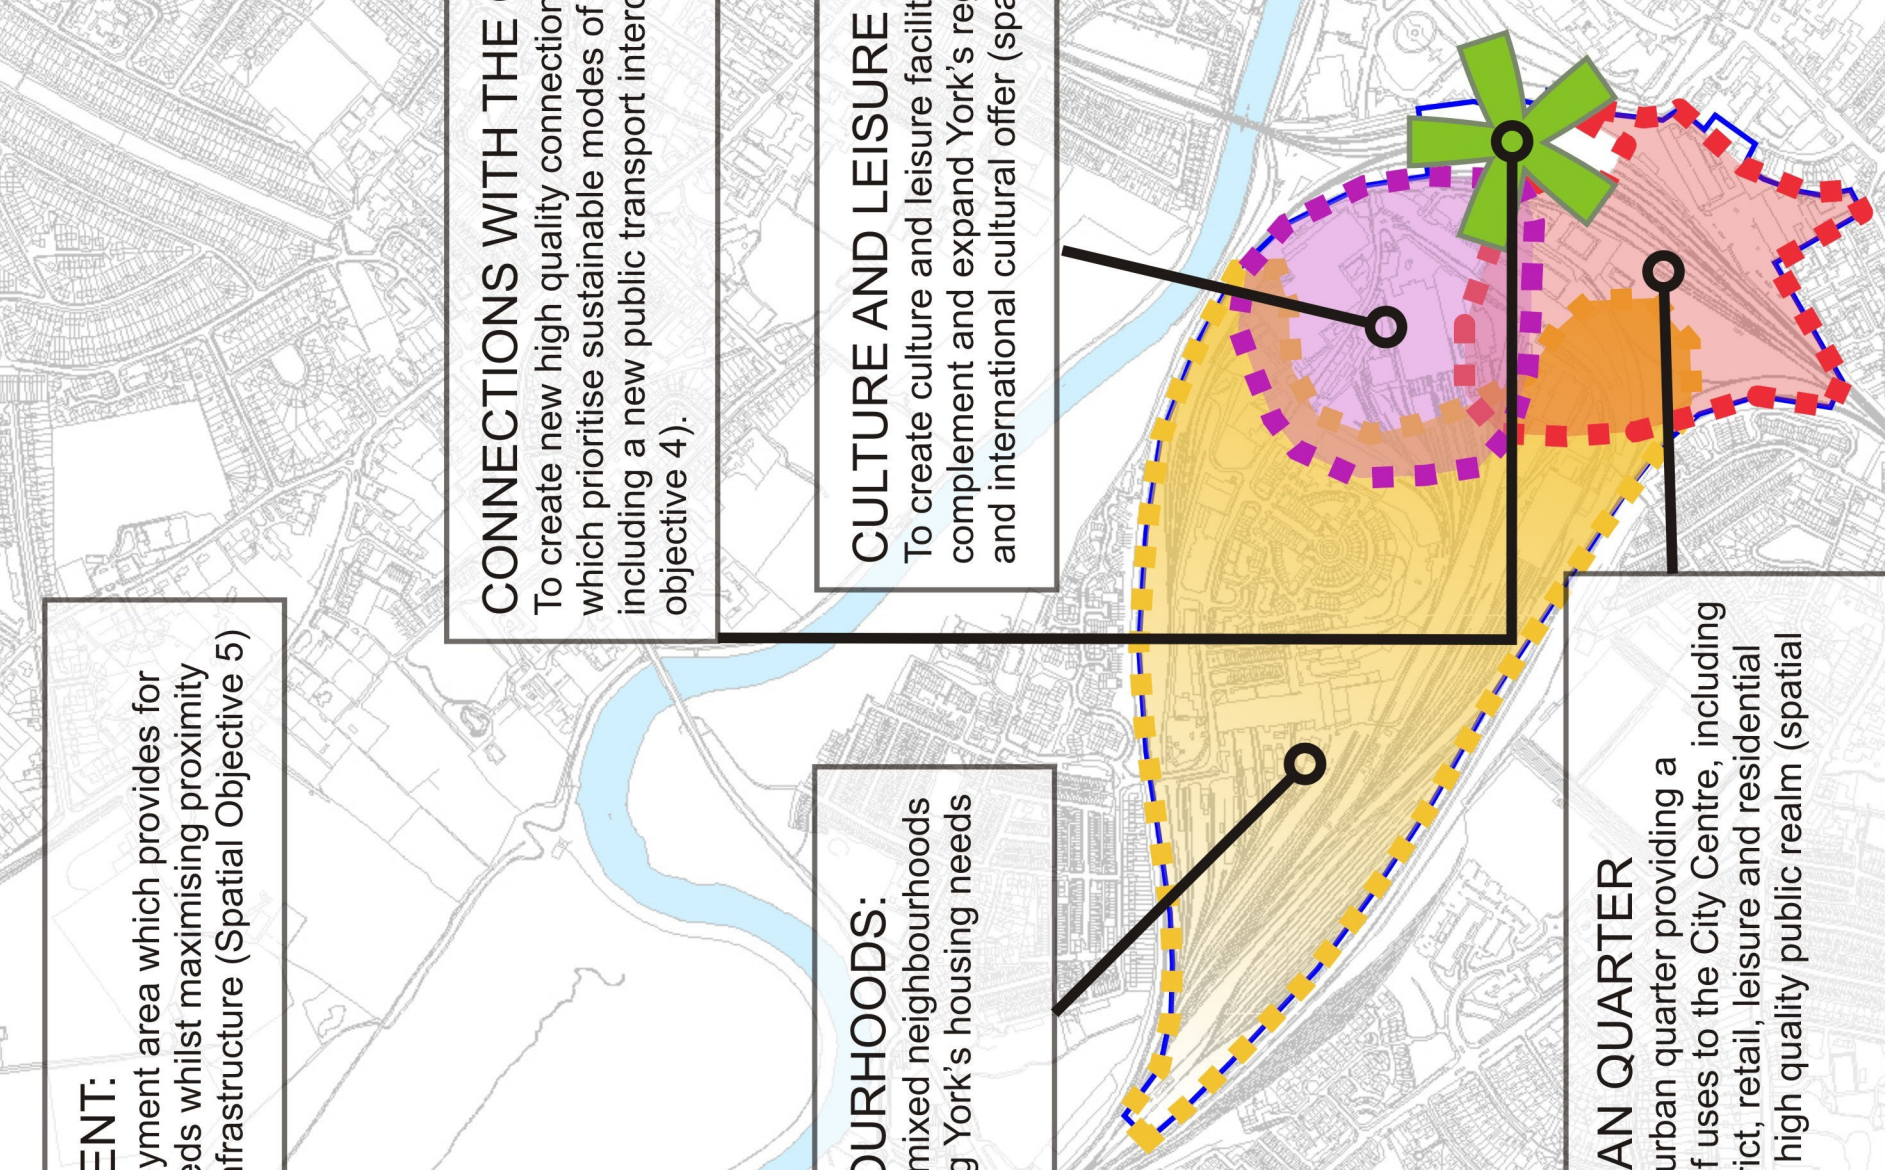 ENT:
yment area which provides for
eds whilst maximising proximity
nfrastructure (Spatial Objective 5)
CONNECTIONS WITH THE
To create new high quality connection
which prioritise sustainable modes of
including a new public transport interc
objective 4).
CULTURE AND LEISURE
To create culture and leisure facilit
complement and expand York's reg
and international cultural offer (spa
OURHOODS:
mixed neighbourhoods
g York's housing needs
AN QUARTER
urban quarter providing a
f uses to the City Centre, including
ict, retail, leisure and residential
high quality public realm (spatial